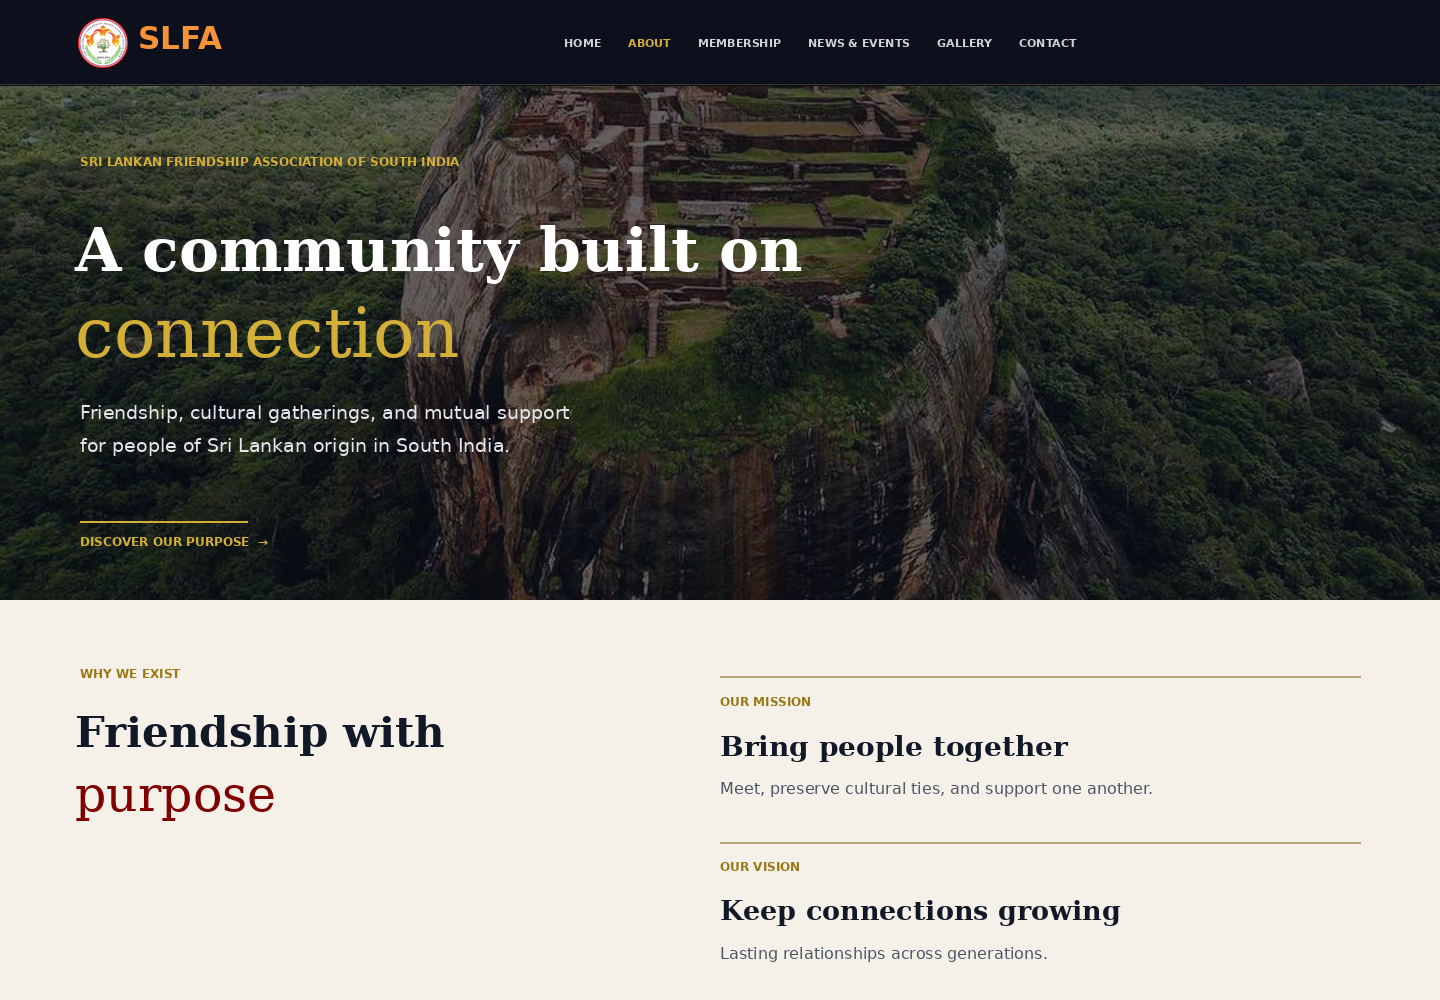 SLFA
HOME ABOUT MEMBERSHIP NEWS & EVENTS GALLERY CONTACT
SRI LANKAN FRIENDSHIP ASSOCIATION OF SOUTH INDIA
A community built on
connection
Friendship, cultural gatherings, and mutual support
for people of Sri Lankan origin in South India.
DISCOVER OUR PURPOSE →
WHY WE EXIST
Friendship with
purpose
OUR MISSION
Bring people together
Meet, preserve cultural ties, and support one another.
OUR VISION
Keep connections growing
Lasting relationships across generations.